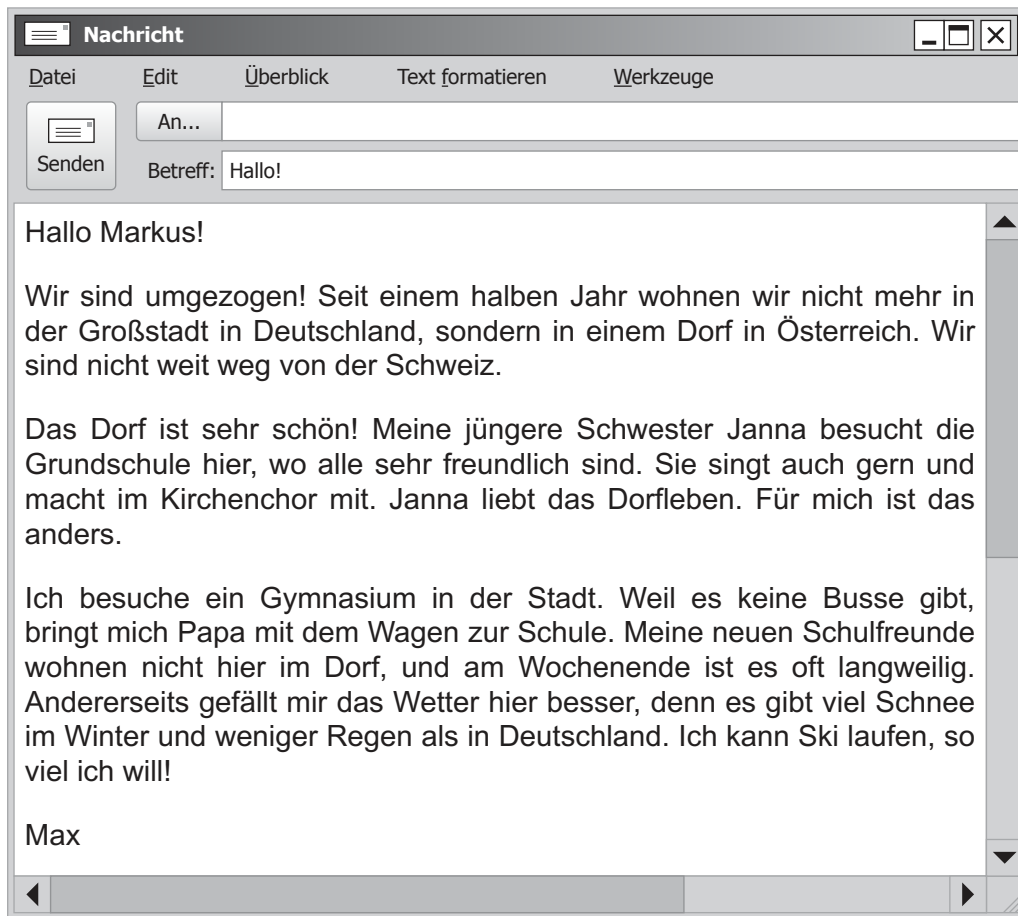 Nachricht
Datei Edit Überblick Text formatieren Werkzeuge
An...
Senden
Betreff: Hallo!
Hallo Markus!
Wir sind umgezogen! Seit einem halben Jahr wohnen wir nicht mehr in
der Großstadt in Deutschland, sondern in einem Dorf in Österreich. Wir
sind nicht weit weg von der Schweiz.
Das Dorf ist sehr schön! Meine jüngere Schwester Janna besucht die
Grundschule hier, wo alle sehr freundlich sind. Sie singt auch gern und
macht im Kirchenchor mit. Janna liebt das Dorfleben. Für mich ist das
anders.
Ich besuche ein Gymnasium in der Stadt. Weil es keine Busse gibt,
bringt mich Papa mit dem Wagen zur Schule. Meine neuen Schulfreunde
wohnen nicht hier im Dorf, und am Wochenende ist es oft langweilig.
Andererseits gefällt mir das Wetter hier besser, denn es gibt viel Schnee
im Winter und weniger Regen als in Deutschland. Ich kann Ski laufen, so
viel ich will!
Max